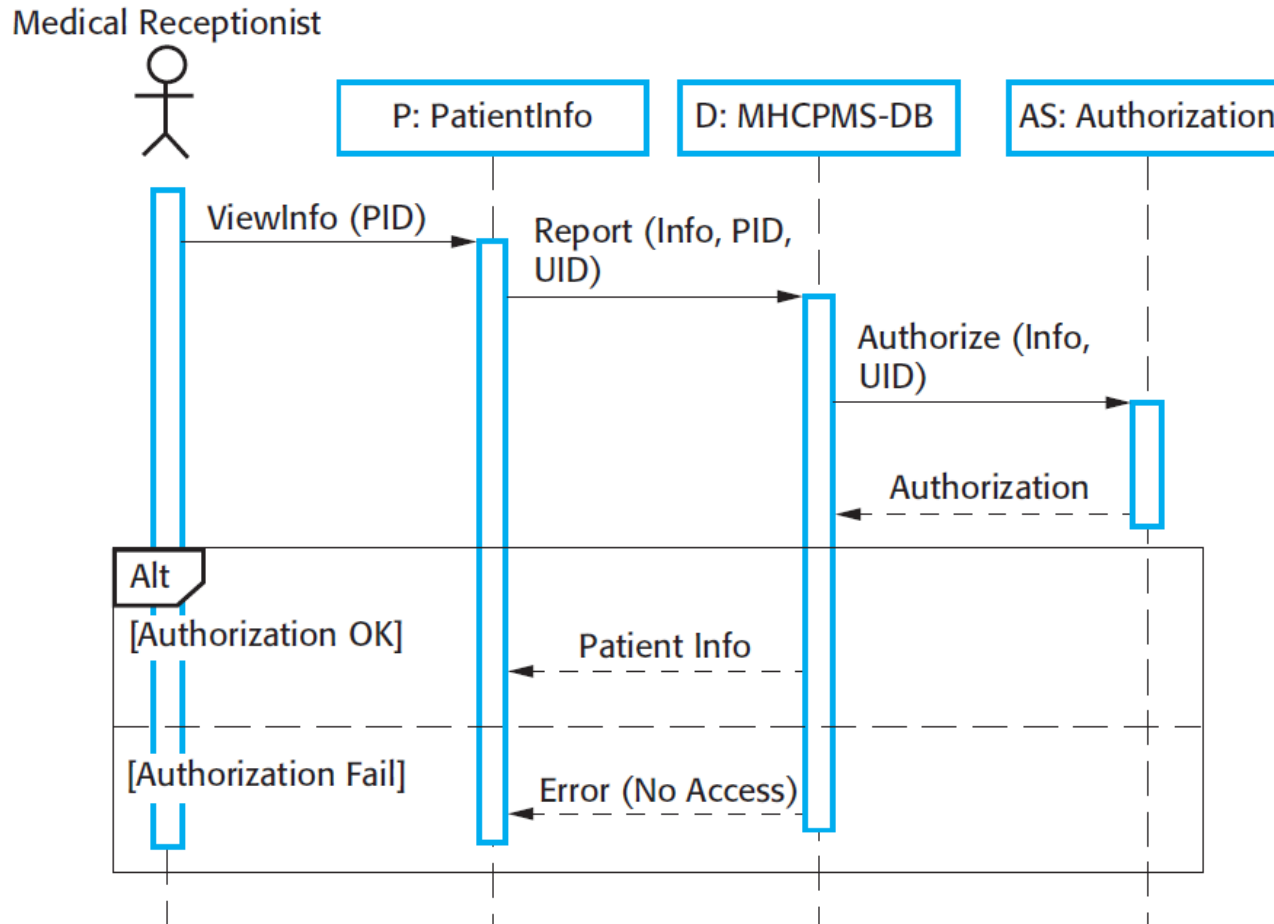 Medical Receptionist
P: PatientInfo
D: MHCPMS-DB
AS: Authorization
ViewInfo (PID)
Report (Info, PID,
UID)
Authorize (Info,
UID)
Authorization
Alt
[Authorization OK]
Patient Info
[Authorization Fail]
Error (No Access)